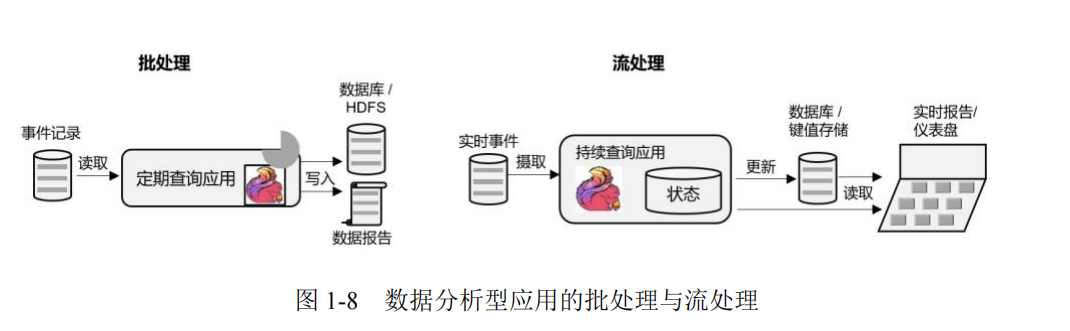 批处理
事件记录
读取
定期查询应用
写入
数据库 /
HDFS
数据报告
流处理
实时事件
摄取
持续查询应用
状态
更新
数据库 /
键值存储
读取
实时报告/
仪表盘
图 1-8 数据分析型应用的批处理与流处理